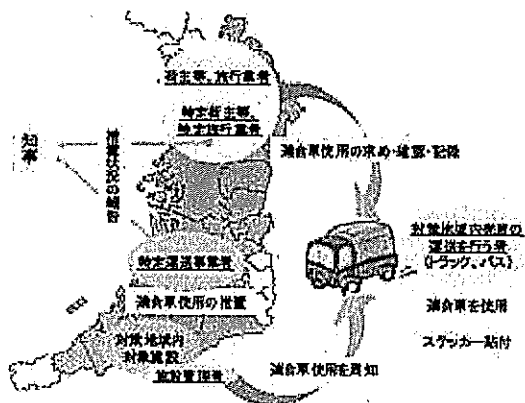 荷主等、旅行業者
特定荷主等、
特定旅行業者
知事
措置状況の報告
適合車使用の求め・確認・記録
対策地域内発着の
運送を行う者
(トラック、バス)
特定運送事業者
適合車使用の措置
適合車を使用
ステッカー貼付
対策地域内
対象施設
施設管理者
適合車使用を周知